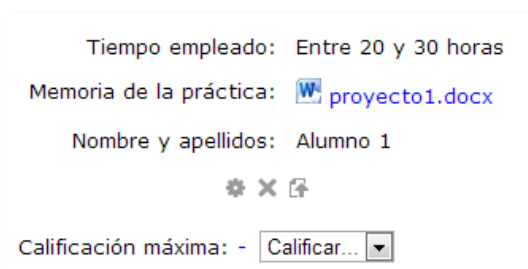 Tiempo empleado: Entre 20 y 30 horas
Memoria de la práctica: proyecto1.docx
Nombre y apellidos: Alumno 1
Calificación máxima: - Calificar...